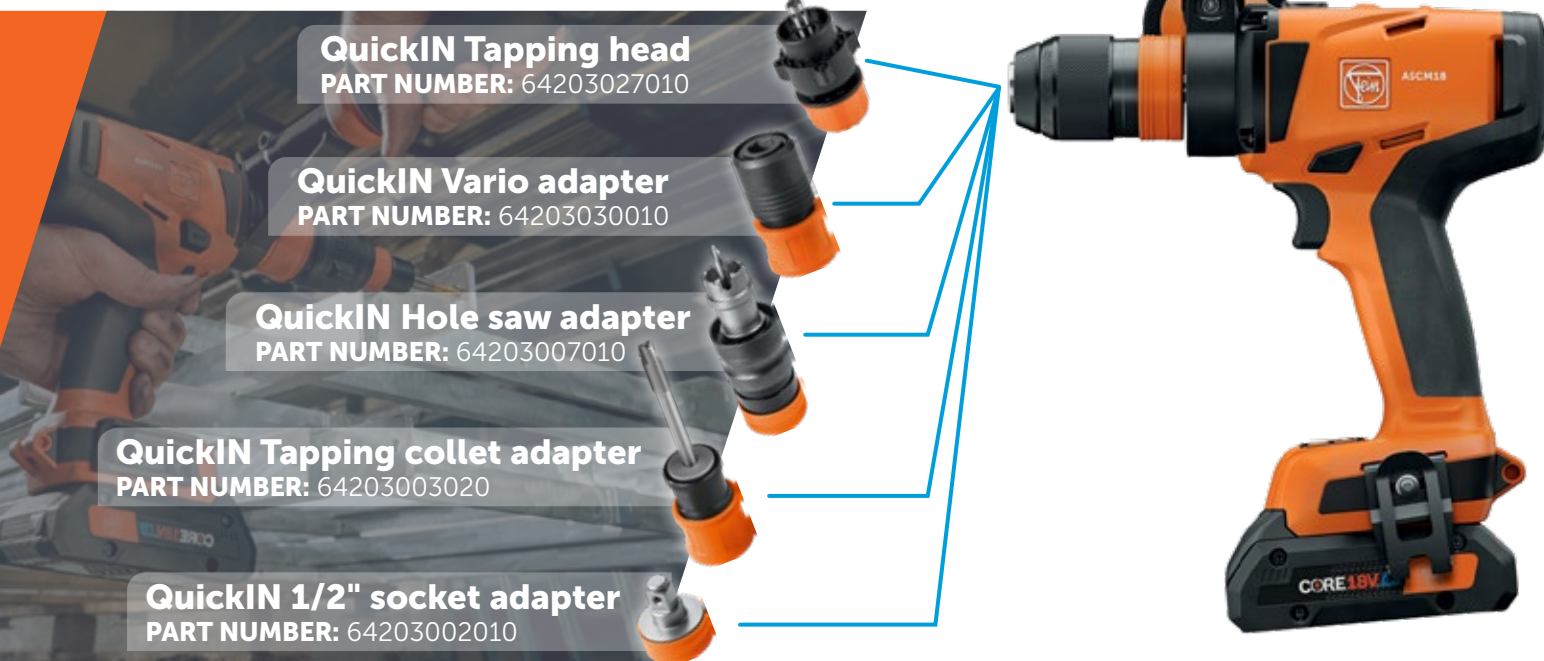 QuickIN Tapping head
PART NUMBER: 64203027010
QuickIN Vario adapter
PART NUMBER: 64203030010
QuickIN Hole saw adapter
PART NUMBER: 64203007010
QuickIN Tapping collet adapter
PART NUMBER: 64203003020
QuickIN 1/2" socket adapter
PART NUMBER: 64203002010
Fein
ASCM18
CORE18V